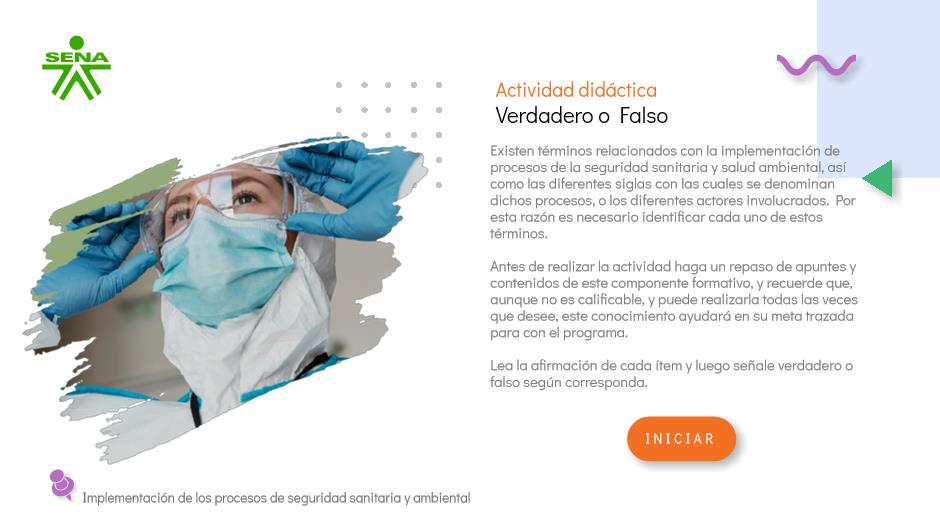 SENA
Actividad didáctica
Verdadero o Falso
Existen términos relacionados con la implementación de
procesos de la seguridad sanitaria y salud ambiental, así
como las diferentes siglas con las cuales se denominan
dichos procesos, o los diferentes actores involucrados. Por
esta razón es necesario identificar cada uno de estos
términos.
Antes de realizar la actividad haga un repaso de apuntes y
contenidos de este componente formativo, y recuerde que,
aunque no es calificable, y puede realizarla todas las veces
que desee, este conocimiento ayudará en su meta trazada
para con el programa.
Lea la afirmación de cada ítem y luego señale verdadero o
falso según corresponda.
INICIAR
Implementación de los procesos de seguridad sanitaria y ambiental